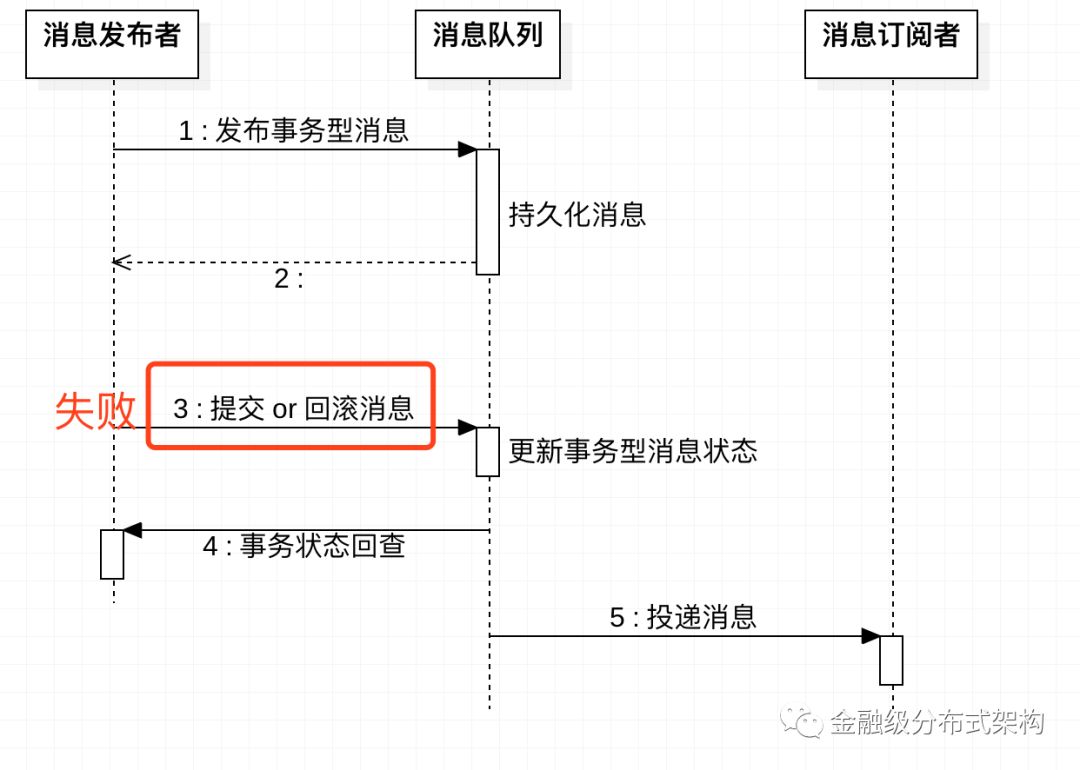 消息发布者
消息队列
消息订阅者
1 : 发布事务型消息
持久化消息
2 :
失败
3 : 提交 or 回滚消息
更新事务型消息状态
4 : 事务状态回查
5 : 投递消息
金融级分布式架构